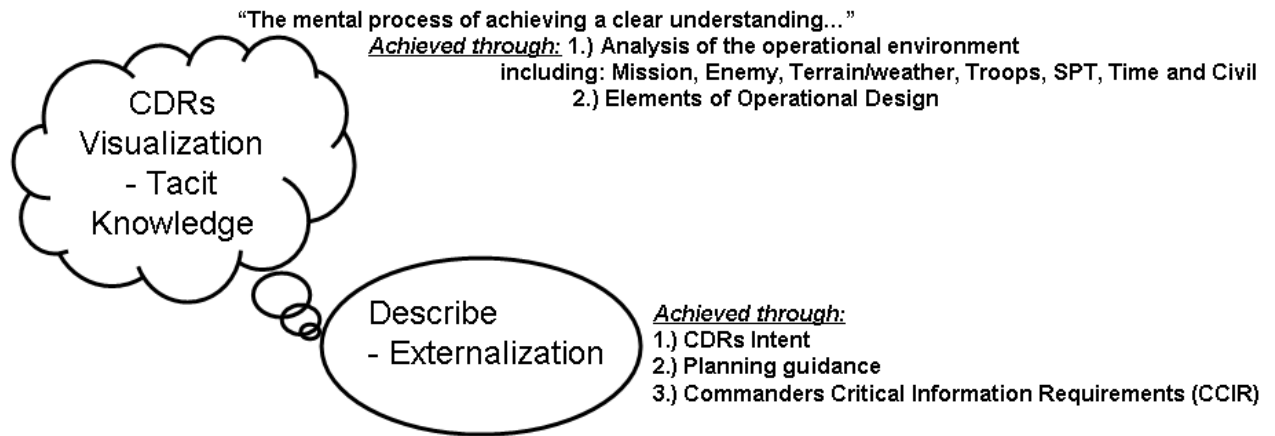 “The mental process of achieving a clear understanding…”
Achieved through: 1.) Analysis of the operational environment
including: Mission, Enemy, Terrain/weather, Troops, SPT, Time and Civil
2.) Elements of Operational Design
CDRs
Visualization
- Tacit
Knowledge
Describe
- Externalization
Achieved through:
1.) CDRs Intent
2.) Planning guidance
3.) Commanders Critical Information Requirements (CCIR)